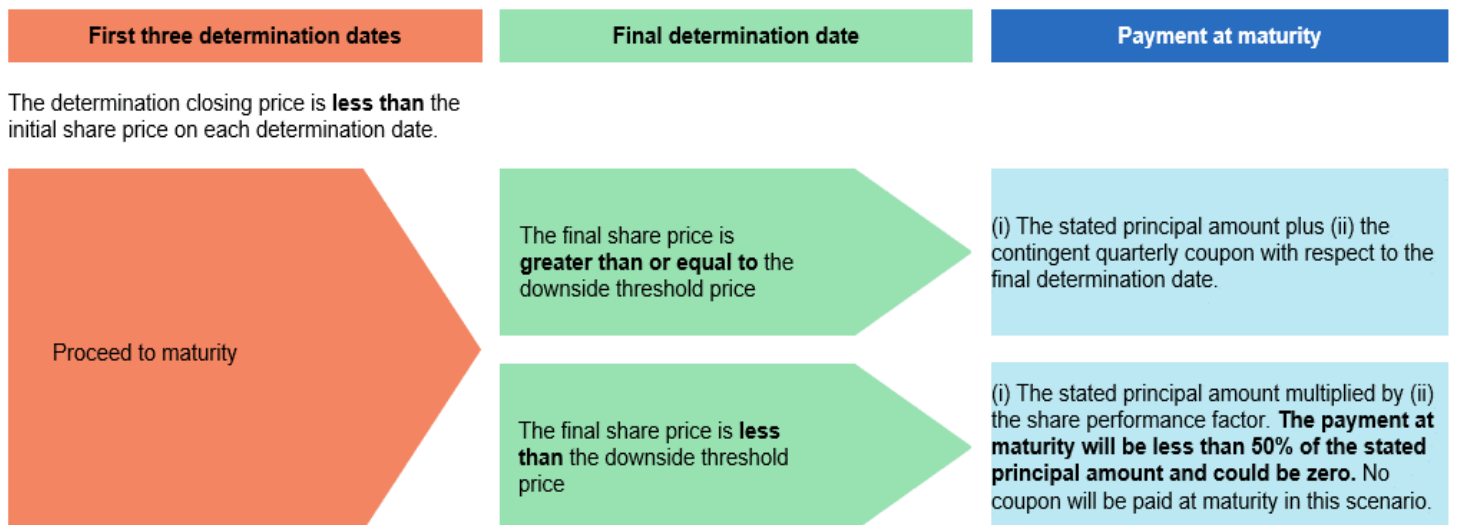 First three determination dates
Final determination date
Payment at maturity
The determination closing price is less than the
initial share price on each determination date.
Proceed to maturity
The final share price is
greater than or equal to the
downside threshold price
(i) The stated principal amount plus (ii) the
contingent quarterly coupon with respect to the
final determination date.
The final share price is less
than the downside threshold
price
(i) The stated principal amount multiplied by (ii)
the share performance factor. The payment at
maturity will be less than 50% of the stated
principal amount and could be zero. No
coupon will be paid at maturity in this scenario.